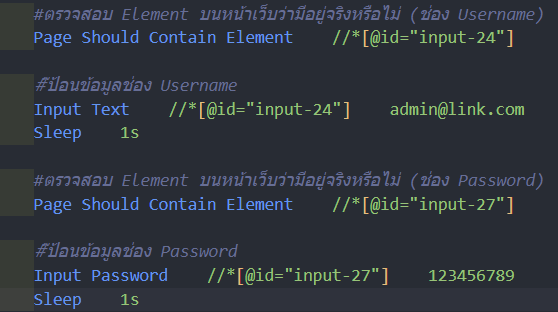 #ตรวจสอบ Element บนหน้าเว็บว่ามีอยู่จริงหรือไม่ (ช่อง Username)
Page Should Contain Element    //*[@id="input-24"]
#ป้อนข้อมูลช่อง Username
Input Text    //*[@id="input-24"]    admin@link.com
Sleep    1s
#ตรวจสอบ Element บนหน้าเว็บว่ามีอยู่จริงหรือไม่ (ช่อง Password)
Page Should Contain Element    //*[@id="input-27"]
#ป้อนข้อมูลช่อง Password
Input Password    //*[@id="input-27"]    123456789
Sleep    1s